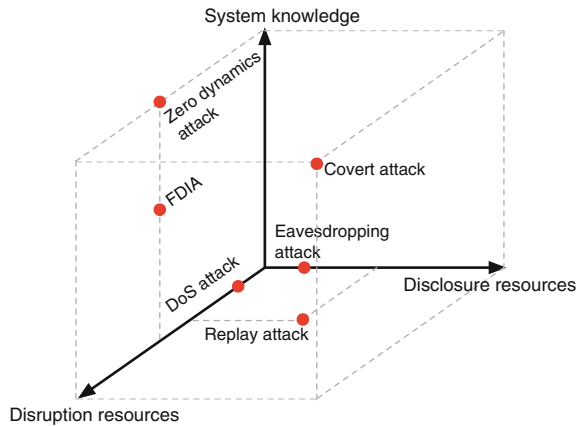 System knowledge
Zero dynamics
attack
FDIA
Covert attack
Eavesdropping
attack
DoS attack
Disclosure resources
Replay attack
Disruption resources